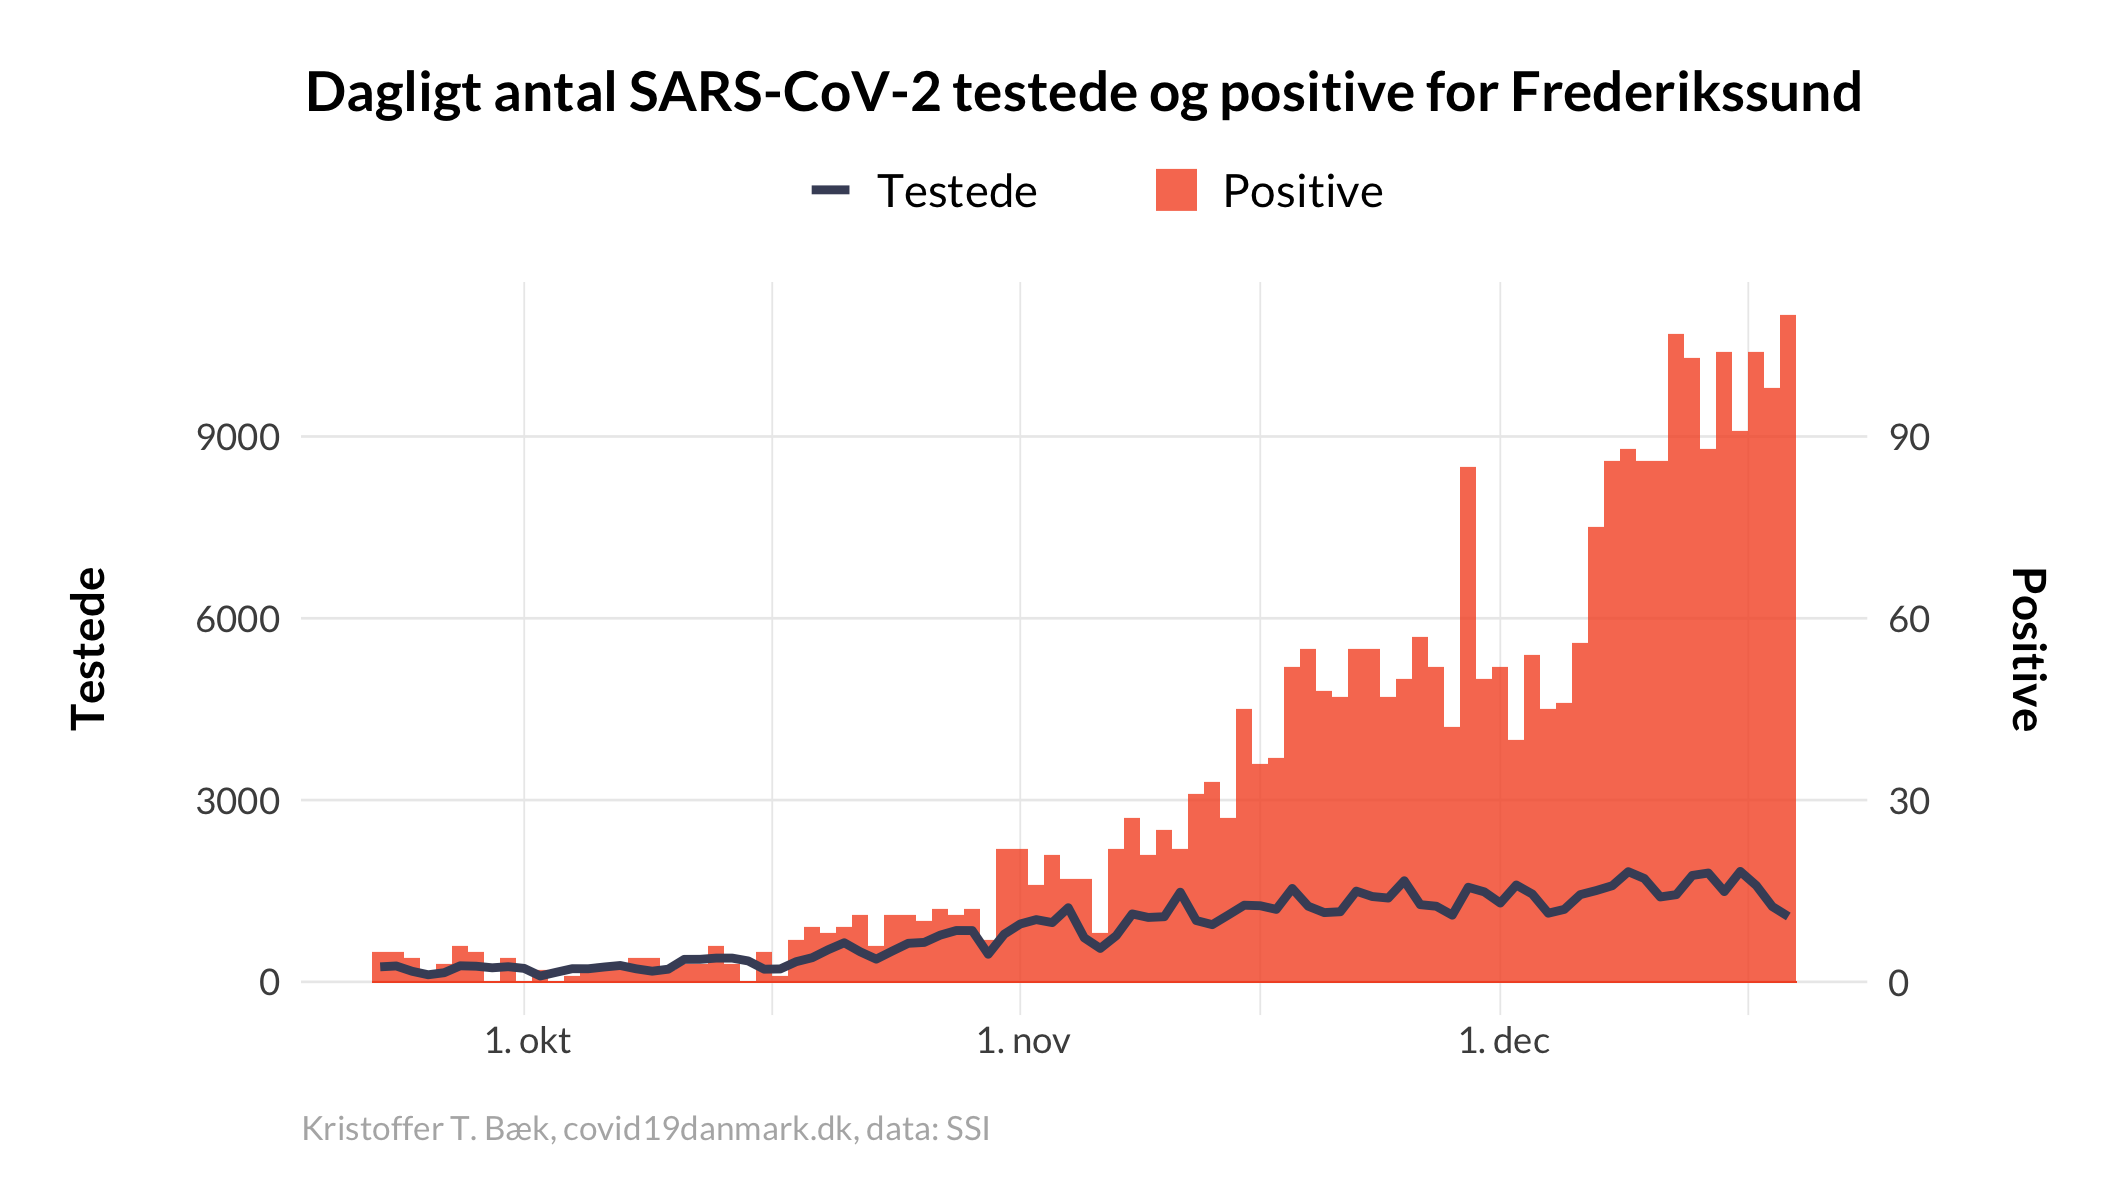 Dagligt antal SARS-CoV-2 testede og positive for Frederikssund
Testede
Positive
9000
6000
3000
0
Testede
90
60
30
0
Positive
1. okt
1. nov
1. dec
Kristoffer T. Bæk, covid19danmark.dk, data: SSI